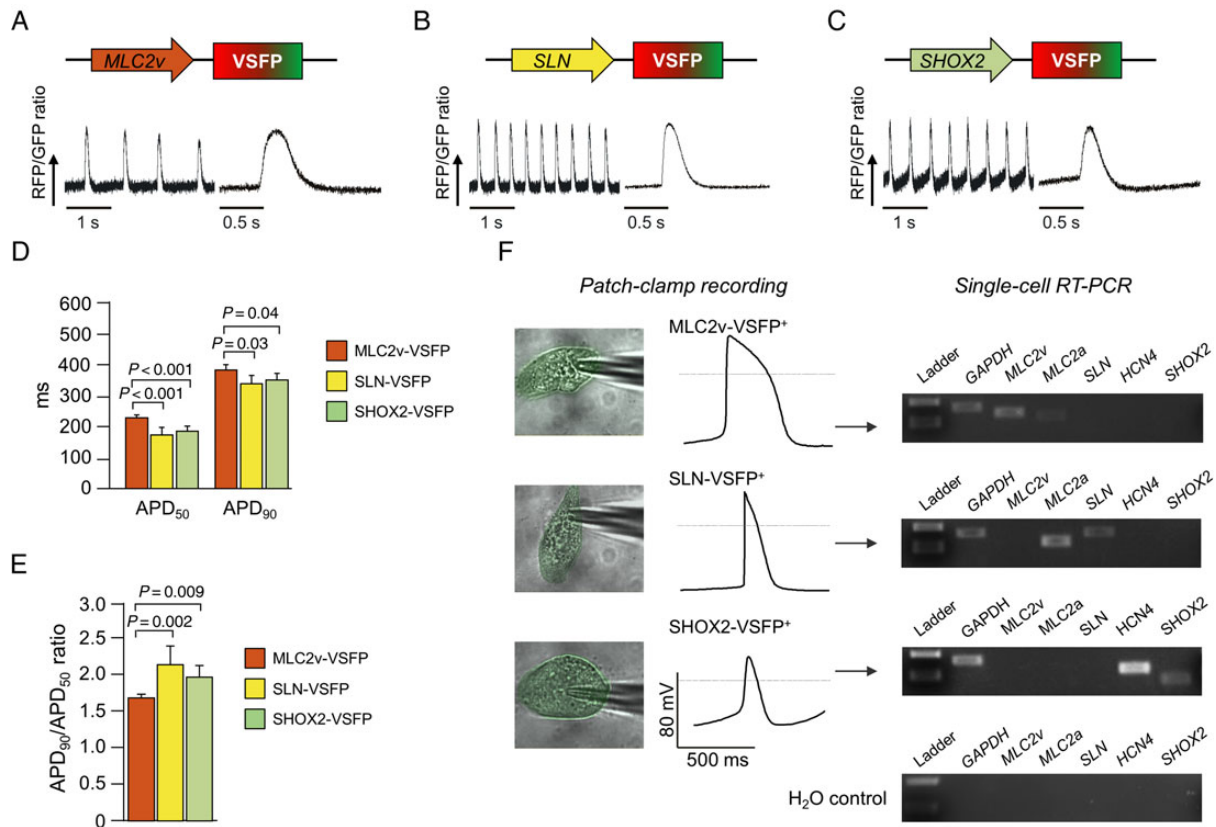 A
MLC2v
VSFP
RFP/GFP ratio
1 s
0.5 s
B
SLN
VSFP
RFP/GFP ratio
1 s
0.5 s
C
SHOX2
VSFP
RFP/GFP ratio
1 s
0.5 s
D
ms
600
500
400
300
200
100
0
P = 0.04
P = 0.03
P < 0.001
P < 0.001
APD50
APD90
MLC2v-VSFP
SLN-VSFP
SHOX2-VSFP
E
APD90/APD50 ratio
3.0
2.5
2.0
1.5
1.0
0.5
0
P = 0.009
P = 0.002
MLC2v-VSFP
SLN-VSFP
SHOX2-VSFP
F
Patch-clamp recording
Single-cell RT-PCR
MLC2v-VSFP+
Ladder GAPDH MLC2v MLC2a SLN HCN4 SHOX2
SLN-VSFP+
Ladder GAPDH MLC2v MLC2a SLN HCN4 SHOX2
SHOX2-VSFP+
80 mV
500 ms
Ladder GAPDH MLC2v MLC2a SLN HCN4 SHOX2
Ladder GAPDH MLC2v MLC2a SLN HCN4 SHOX2
H2O control